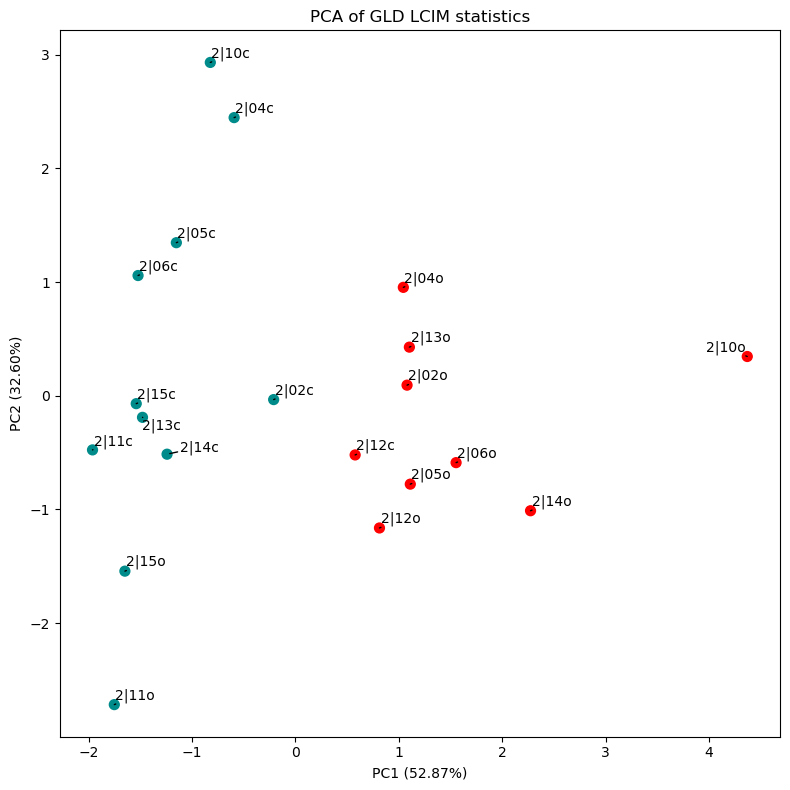 PCA of GLD LCIM statistics
3
2
1
0
−1
−2
PC2 (32.60%)
2|10c
2|04c
2|05c
2|06c
2|04o
2|13o
2|10o
2|02o
2|15c
2|02c
2|13c
2|11c
2|14c
2|12c
2|06o
2|05o
2|14o
2|12o
2|15o
2|11o
−2
−1
0
1
2
3
4
PC1 (52.87%)